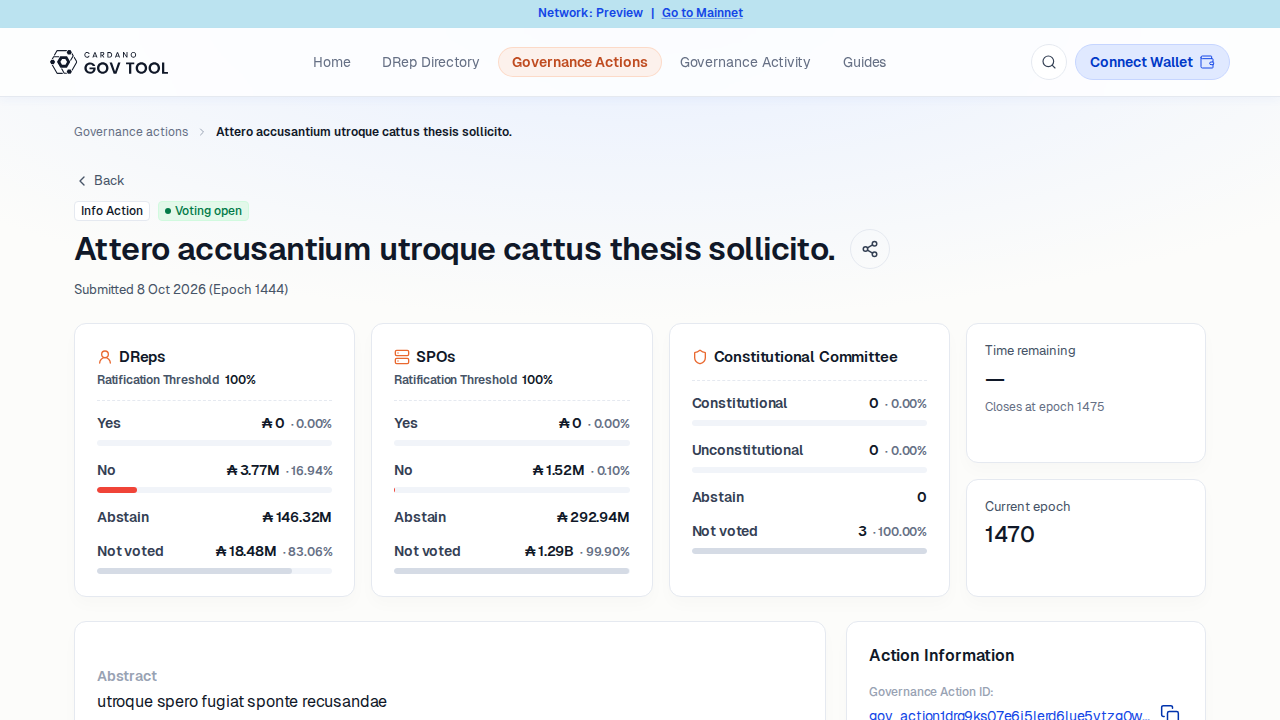 Network: Preview | Go to Mainnet
CARDANO
GOV TOOL
Home
DRep Directory
Governance Actions
Governance Activity
Guides
Connect Wallet
Governance actions
Attero accusantium utroque cattus thesis sollicito.
Back
Info Action
Voting open
Attero accusantium utroque cattus thesis sollicito.
Submitted 8 Oct 2026 (Epoch 1444)
DReps
Ratification Threshold 100%
Yes ₳ 0 · 0.00%
No ₳ 3.77M · 16.94%
Abstain ₳ 146.32M
Not voted ₳ 18.48M · 83.06%
SPOs
Ratification Threshold 100%
Yes ₳ 0 · 0.00%
No ₳ 1.52M · 0.10%
Abstain ₳ 292.94M
Not voted ₳ 1.29B · 99.90%
Constitutional Committee
Constitutional 0 · 0.00%
Unconstitutional 0 · 0.00%
Abstain 0
Not voted 3 · 100.00%
Time remaining
—
Closes at epoch 1475
Current epoch
1470
Abstract
utroque spero fugiat sponte recusandae
Action Information
Governance Action ID: